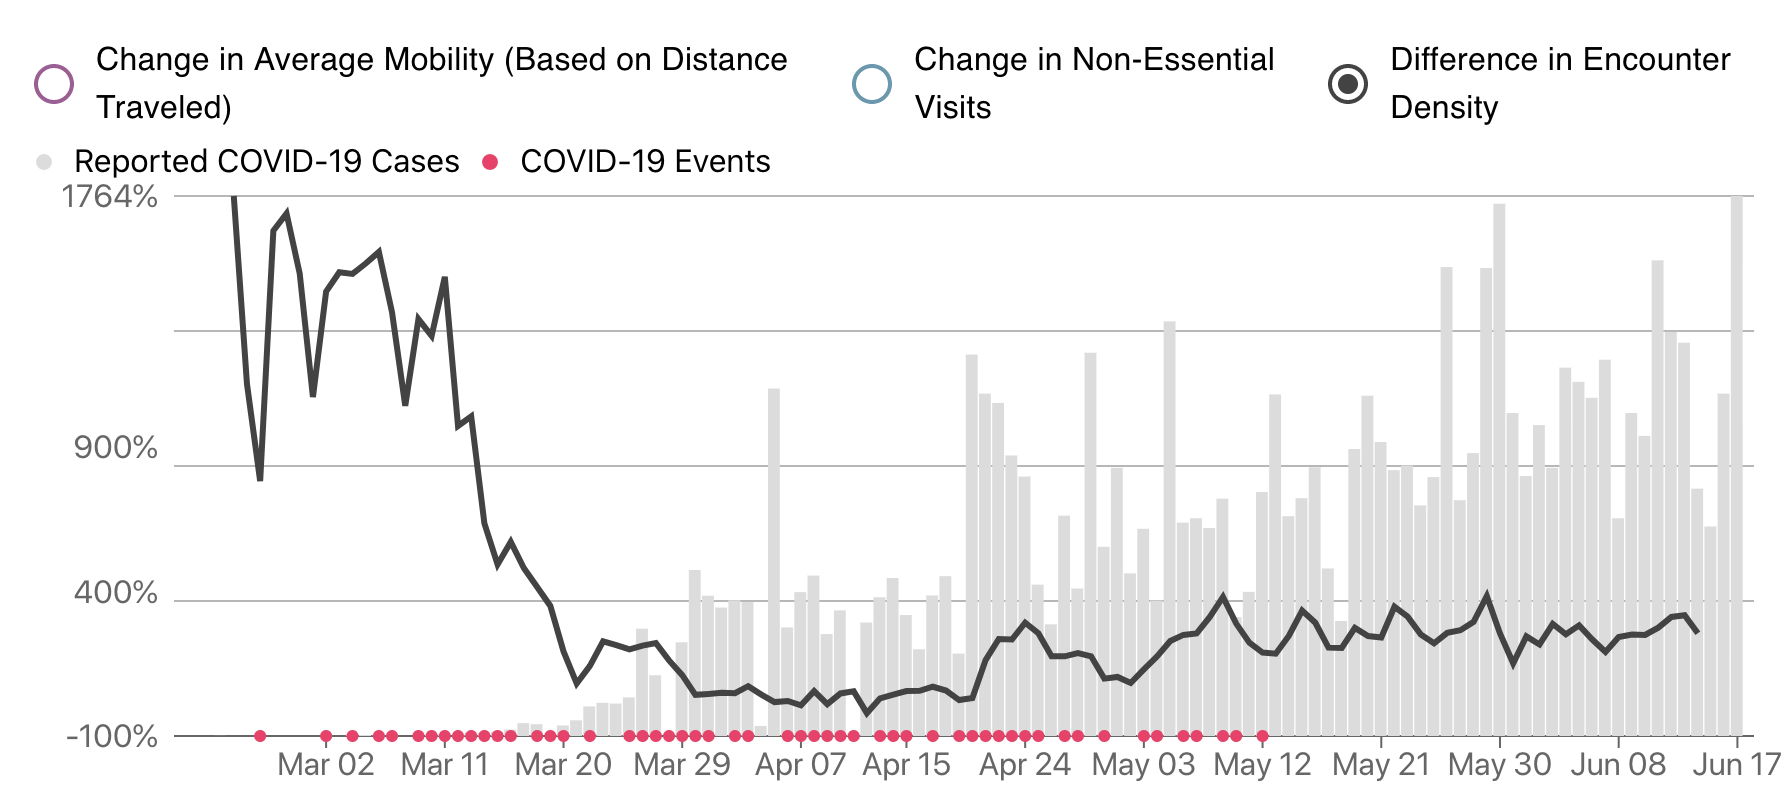 Change in Average Mobility (Based on Distance
Traveled)
Change in Non-Essential
Visits
Difference in Encounter
Density
Reported COVID-19 Cases
COVID-19 Events
1764%
900%
400%
-100%
Mar 02 Mar 11 Mar 20 Mar 29 Apr 07 Apr 15 Apr 24 May 03 May 12 May 21 May 30 Jun 08 Jun 17